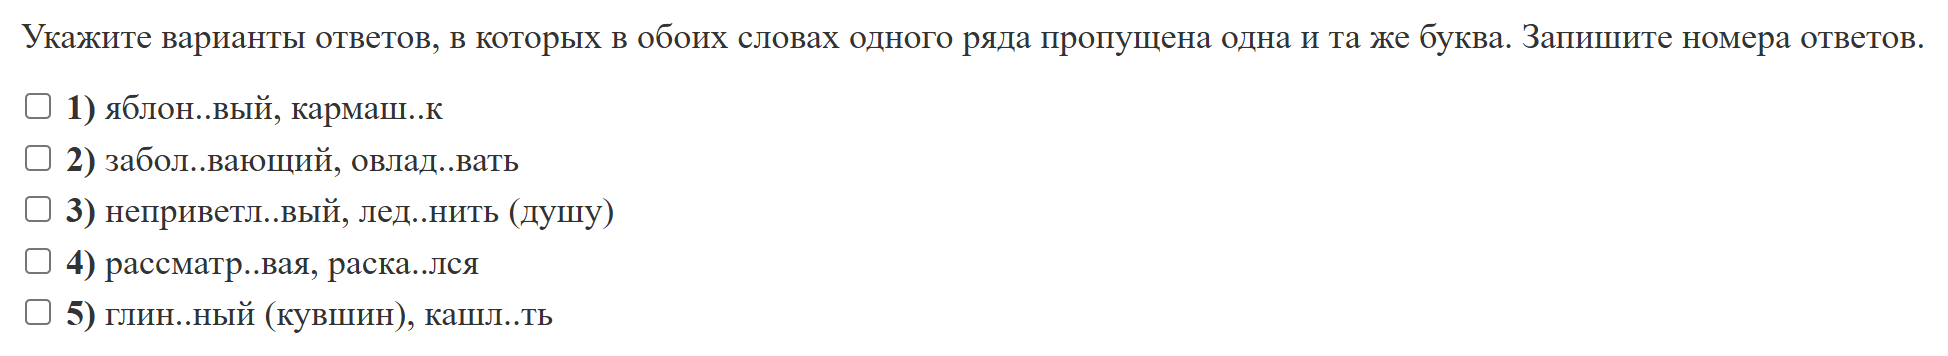 Укажите варианты ответов, в которых в обоих словах одного ряда пропущена одна и та же буква. Запишите номера ответов.
1) яблон..вый, кармаш..к
2) забол..вающий, овлад..вать
3) неприветл..вый, лед..нить (душу)
4) рассматр..вая, раска..лся
5) глин..ный (кувшин), кашл..ть